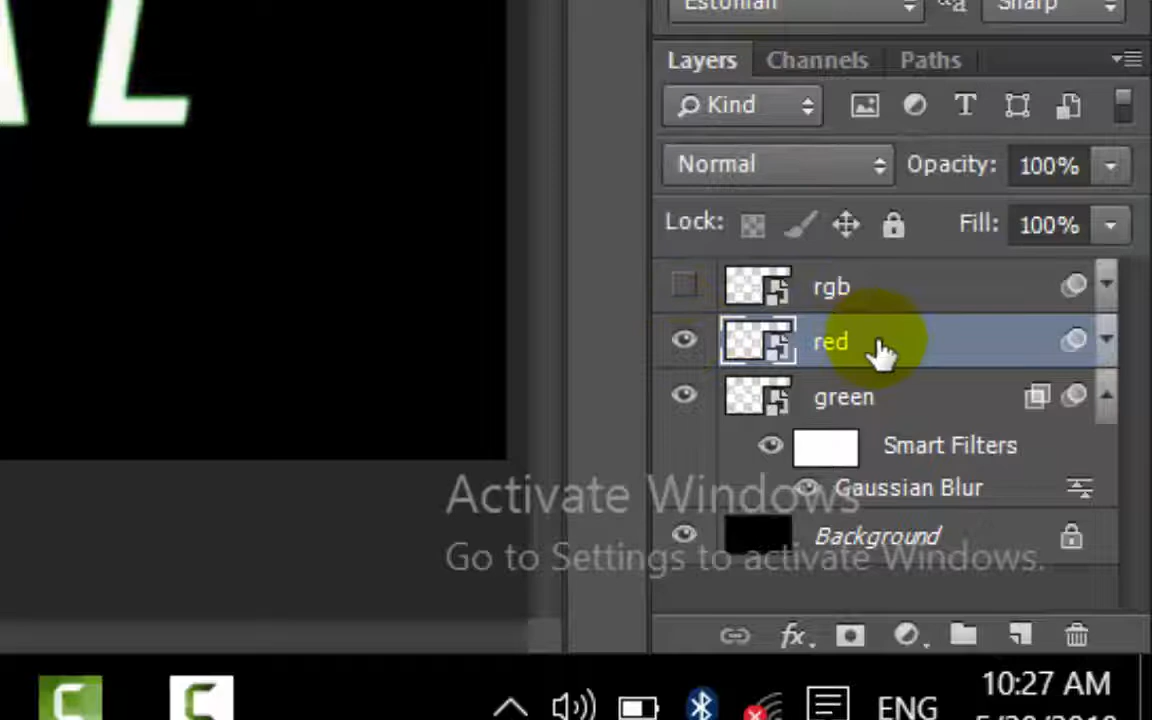 Estonian
Sharp
Layers Channels Paths
Kind
Normal Opacity: 100%
Lock: Fill: 100%
rgb
red
green
Smart Filters
Gaussian Blur
Background
Activate Windows
Go to Settings to activate Windows.
10:27 AM
ENG